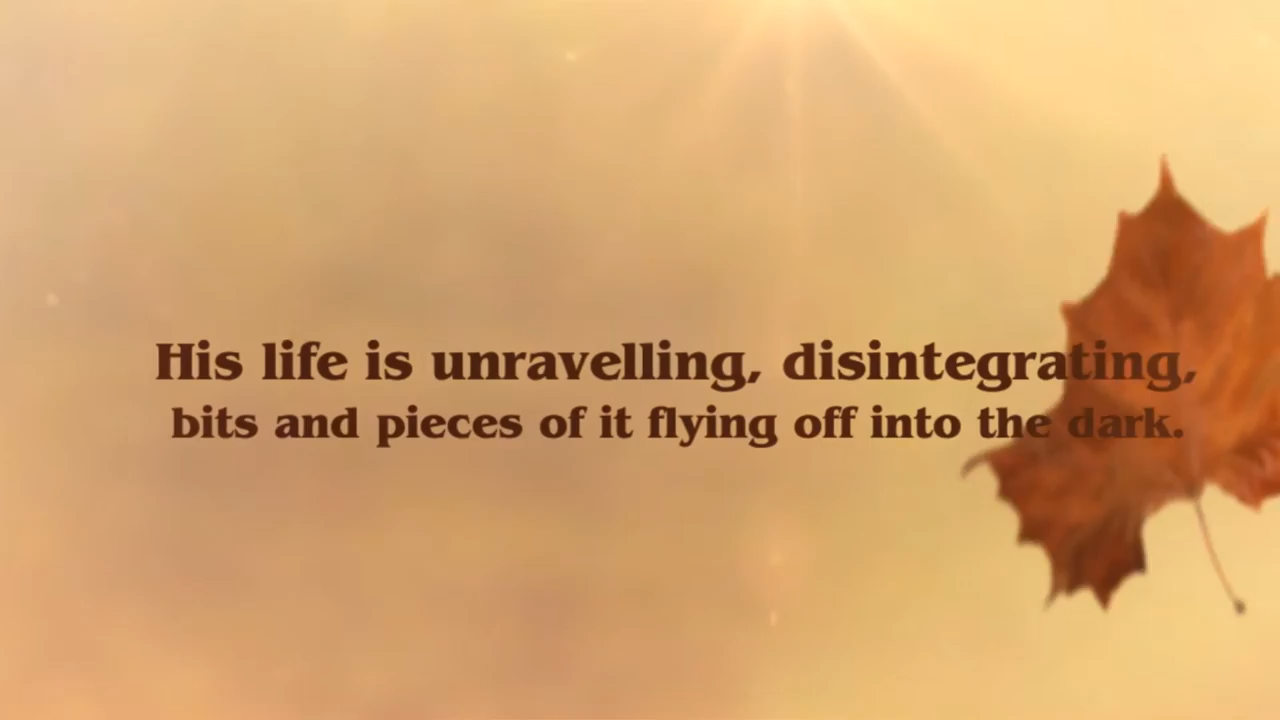 His life is unravelling, disintegrating,
bits and pieces of it flying off into the dark.